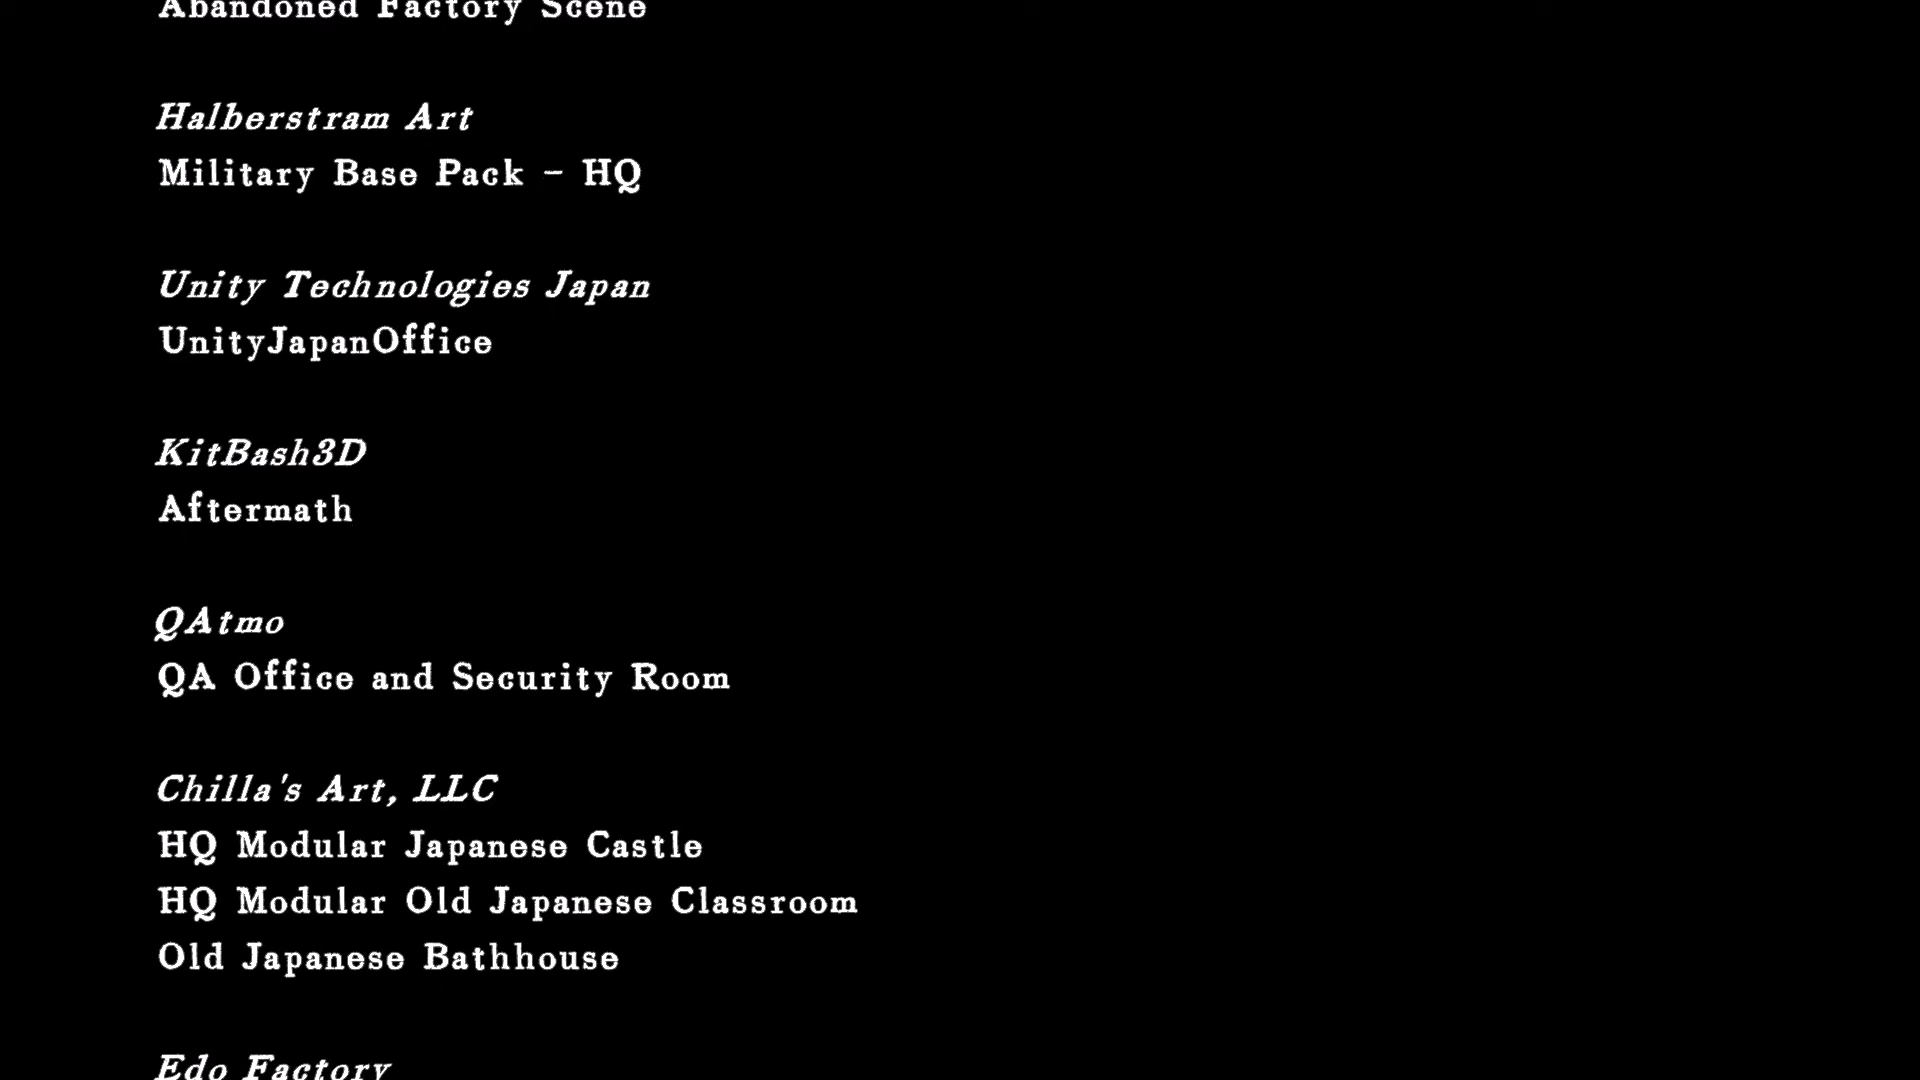 Abandoned Factory Scene
Halberstram Art
Military Base Pack - HQ
Unity Technologies Japan
UnityJapanOffice
KitBash3D
Aftermath
QAtmo
QA Office and Security Room
Chilla's Art, LLC
HQ Modular Japanese Castle
HQ Modular Old Japanese Classroom
Old Japanese Bathhouse
Edo Factory